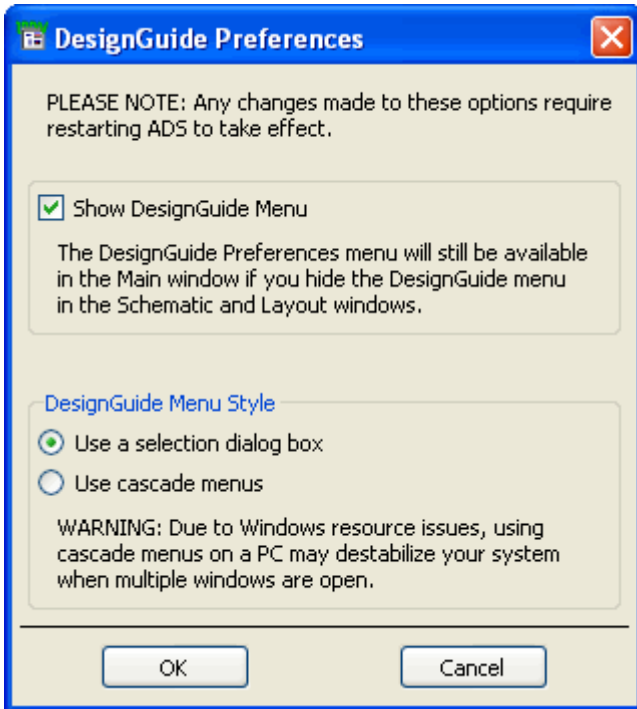 DesignGuide Preferences
PLEASE NOTE: Any changes made to these options require
restarting ADS to take effect.
Show DesignGuide Menu
The DesignGuide Preferences menu will still be available
in the Main window if you hide the DesignGuide menu
in the Schematic and Layout windows.
DesignGuide Menu Style
Use a selection dialog box
Use cascade menus
WARNING: Due to Windows resource issues, using
cascade menus on a PC may destabilize your system
when multiple windows are open.
OK
Cancel